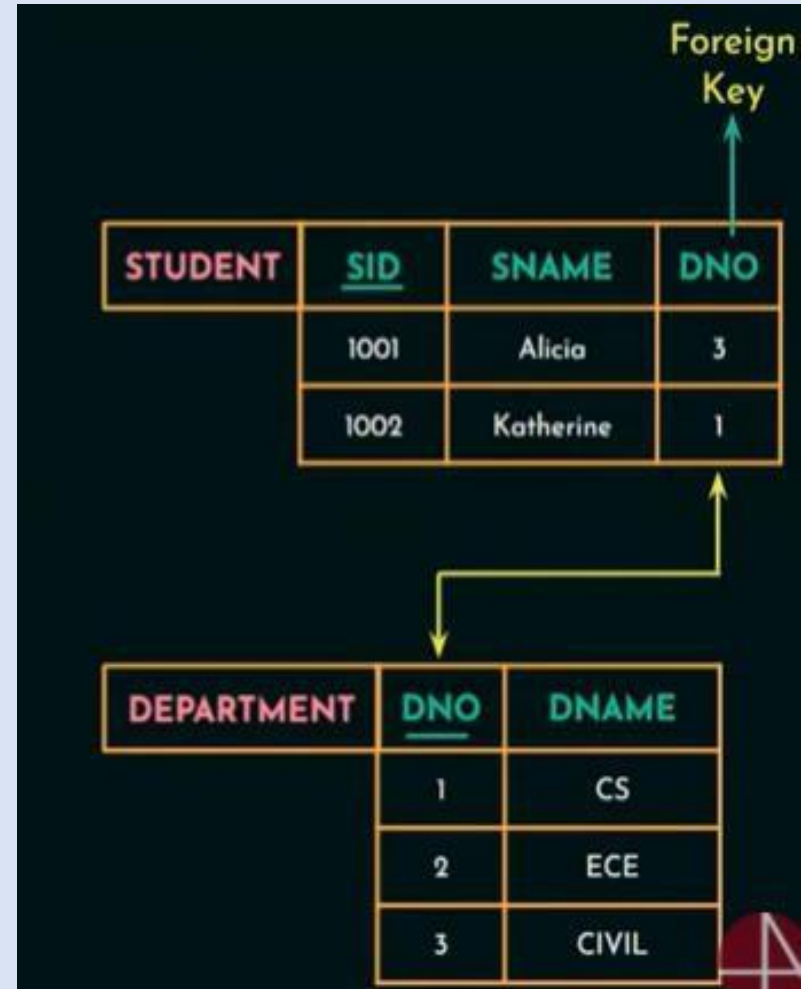 Foreign
Key
STUDENT SID SNAME DNO
1001 Alicia 3
1002 Katherine 1
DEPARTMENT DNO DNAME
1 CS
2 ECE
3 CIVIL